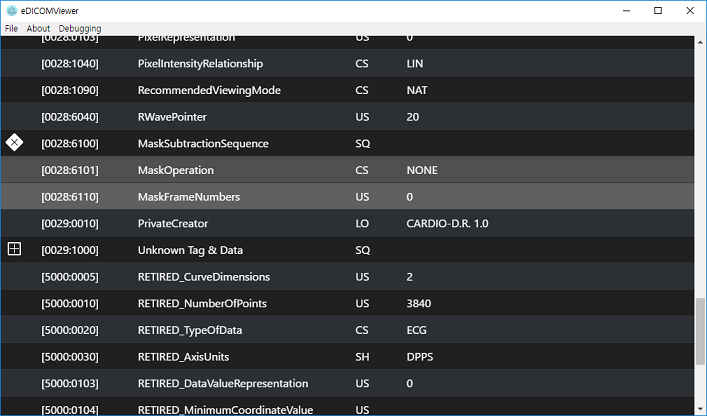 eDICOMViewer
File About Debugging
[0028:0103] PixelRepresentation US 0
[0028:1040] PixelIntensityRelationship CS LIN
[0028:1090] RecommendedViewingMode CS NAT
[0028:6040] RWavePointer US 20
[0028:6100] MaskSubtractionSequence SQ
[0028:6101] MaskOperation CS NONE
[0028:6110] MaskFrameNumbers US 0
[0029:0010] PrivateCreator LO CARDIO-D.R. 1.0
[0029:1000] Unknown Tag & Data SQ
[5000:0005] RETIRED_CurveDimensions US 2
[5000:0010] RETIRED_NumberOfPoints US 3840
[5000:0020] RETIRED_TypeOfData CS ECG
[5000:0030] RETIRED_AxisUnits SH DPPS
[5000:0103] RETIRED_DataValueRepresentation US 0
[5000:0104] RETIRED_MinimumCoordinateValue US